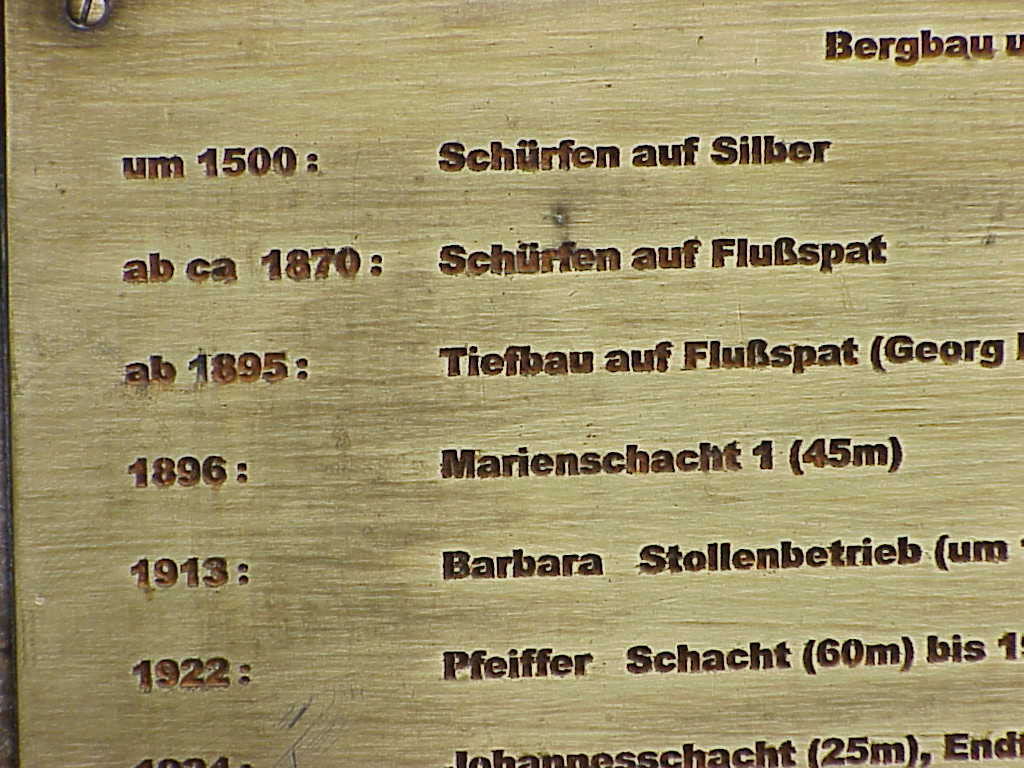 Bergbau
um 1500: Schürfen auf Silber
ab ca 1870: Schürfen auf Flußspat
ab 1895: Tiefbau auf Flußspat (Georg
1896: Marienschacht 1 (45m)
1913: Barbara Stollenbetrieb (um
1922: Pfeiffer Schacht (60m) bis
Johannesschacht (25m),